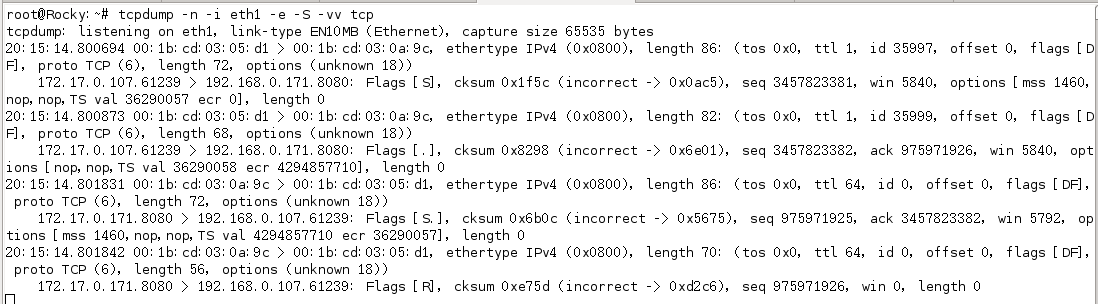 root@Rocky:~# tcpdump -n -i eth1 -e -S -vv tcp
tcpdump: listening on eth1, link-type EN10MB (Ethernet), capture size 65535 bytes
20:15:14.800694 00:1b:cd:03:05:d1 > 00:1b:cd:03:0a:9c, ethertype IPv4 (0x0800), length 86: (tos 0x0, ttl 1, id 35997, offset 0, flags [D
F], proto TCP (6), length 72, options (unknown 18))
172.17.0.107.61239 > 192.168.0.171.8080: Flags [S], cksum 0x1f5c (incorrect -> 0x0ac5), seq 3457823381, win 5840, options [mss 1460,
nop,nop,TS val 36290057 ecr 0], length 0
20:15:14.800873 00:1b:cd:03:05:d1 > 00:1b:cd:03:0a:9c, ethertype IPv4 (0x0800), length 82: (tos 0x0, ttl 1, id 35999, offset 0, flags [D
F], proto TCP (6), length 68, options (unknown 18))
172.17.0.107.61239 > 192.168.0.171.8080: Flags [.], cksum 0x8298 (incorrect -> 0x6e01), seq 3457823382, ack 975971926, win 5840, opt
ions [nop,nop,TS val 36290058 ecr 4294857710], length 0
20:15:14.801831 00:1b:cd:03:0a:9c > 00:1b:cd:03:05:d1, ethertype IPv4 (0x0800), length 86: (tos 0x0, ttl 64, id 0, offset 0, flags [DF],
proto TCP (6), length 72, options (unknown 18))
172.17.0.171.8080 > 192.168.0.107.61239: Flags [S.], cksum 0x6b0c (incorrect -> 0x5675), seq 975971925, ack 3457823382, win 5792, op
tions [mss 1460,nop,nop,TS val 4294857710 ecr 36290057], length 0
20:15:14.801842 00:1b:cd:03:0a:9c > 00:1b:cd:03:05:d1, ethertype IPv4 (0x0800), length 70: (tos 0x0, ttl 64, id 0, offset 0, flags [DF],
proto TCP (6), length 56, options (unknown 18))
172.17.0.171.8080 > 192.168.0.107.61239: Flags [R], cksum 0xe75d (incorrect -> 0xd2c6), seq 975971926, win 0, length 0